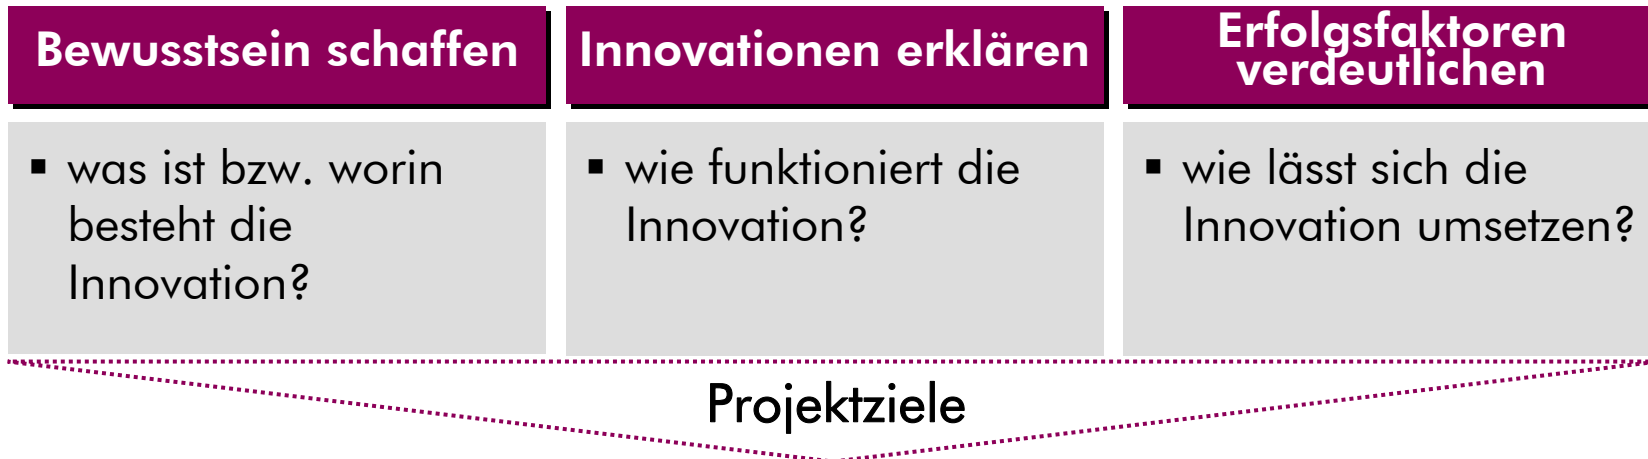 Bewusstsein schaffen
▪ was ist bzw. worin
besteht die
Innovation?
Innovationen erklären
▪ wie funktioniert die
Innovation?
Erfolgsfaktoren
verdeutlichen
▪ wie lässt sich die
Innovation umsetzen?
Projektziele